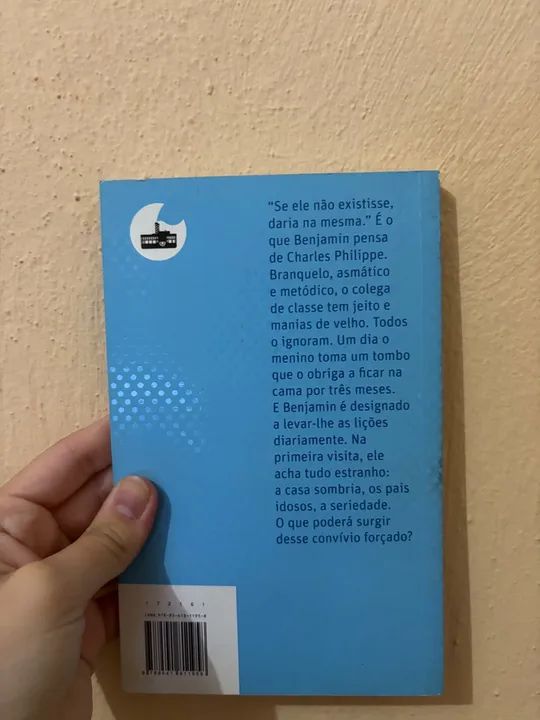 “Se ele não existisse,
daria na mesma.” É o
que Benjamin pensa
de Charles Philippe.
Branquelo, asmático
e metódico, o colega
de classe tem jeito e
manias de velho. Todos
o ignoram. Um dia o
menino toma um tombo
que o obriga a ficar na
cama por três meses.
E Benjamin é designado
a levar-lhe as lições
diariamente. Na
primeira visita, ele
acha tudo estranho:
a casa sombria, os pais
idosos, a seriedade.
O que poderá surgir
desse convívio forçado?
172161